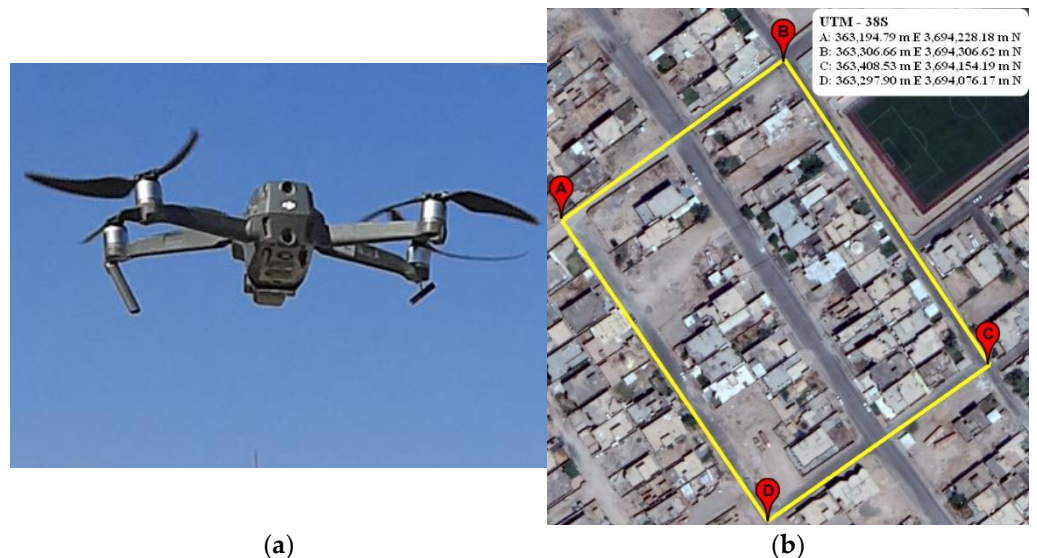 UTM - 38S
A: 363,194.79 m E 3,694,228.18 m N
B: 363,306.66 m E 3,694,306.62 m N
C: 363,408.53 m E 3,694,154.19 m N
D: 363,297.90 m E 3,694,076.17 m N
B
A
C
D
(a) (b)